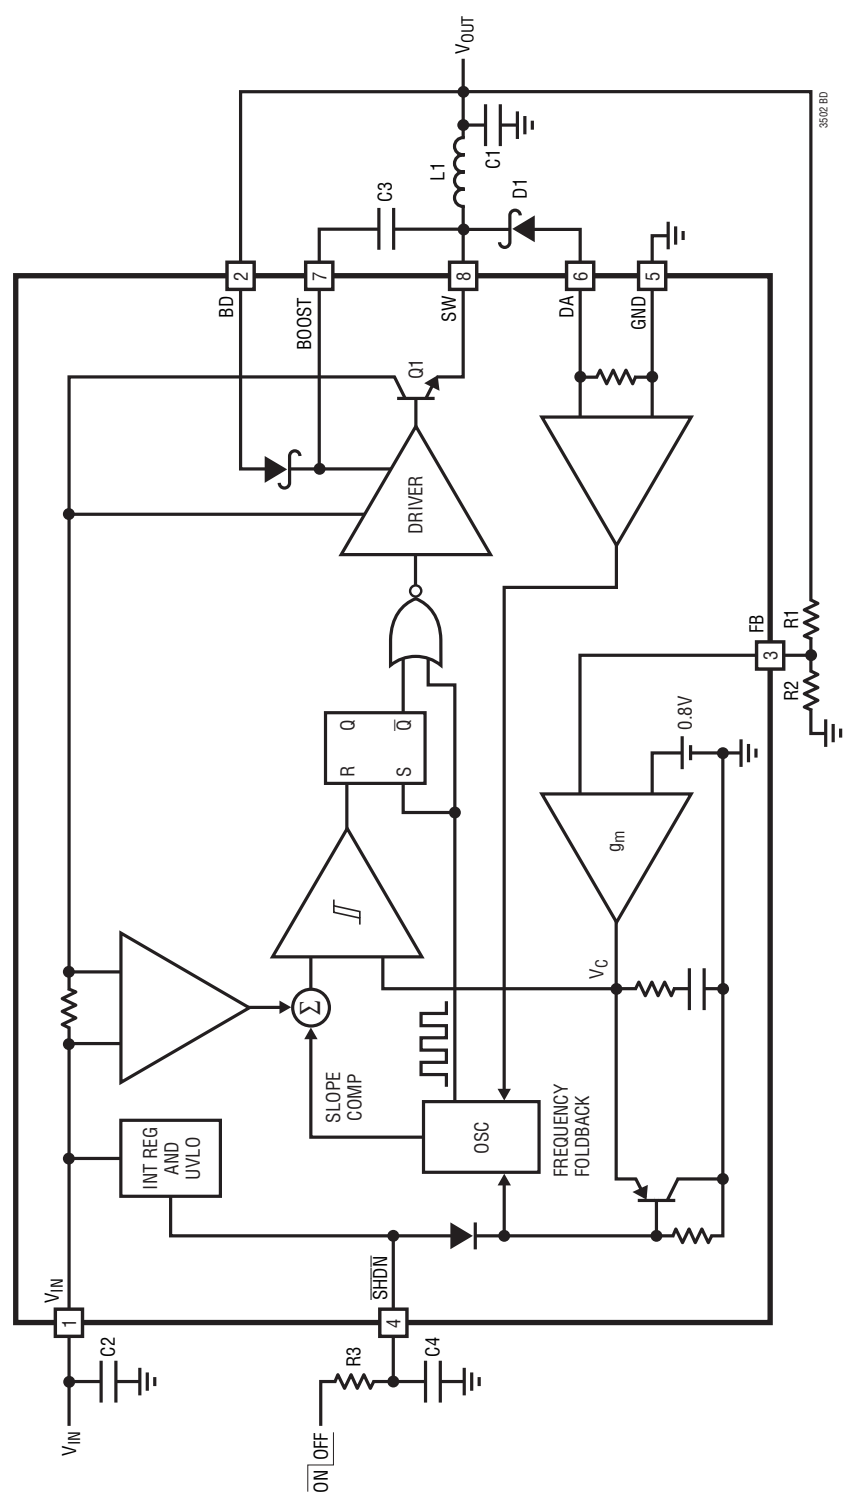 VIN
C2
1
VIN
ON OFF
R3
C4
4
SHDN
INT REG
AND
UVLO
SLOPE
COMP
Σ
OSC
FREQUENCY
FOLDBACK
VC
gm
0.8V
R Q
S Q
DRIVER
Q1
BD
2
BOOST
7
SW
8
DA
6
GND
5
FB
3
C3
L1
C1
D1
VOUT
R1
R2
3502 BD